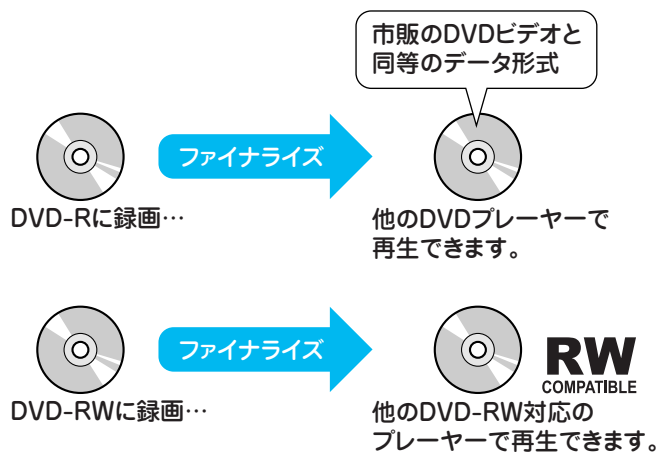 市販のDVDビデオと
同等のデータ形式
ファイナライズ
DVD-Rに録画…
他のDVDプレーヤーで
再生できます。
ファイナライズ
RW
COMPATIBLE
DVD-RWに録画…
他のDVD-RW対応の
プレーヤーで再生できます。